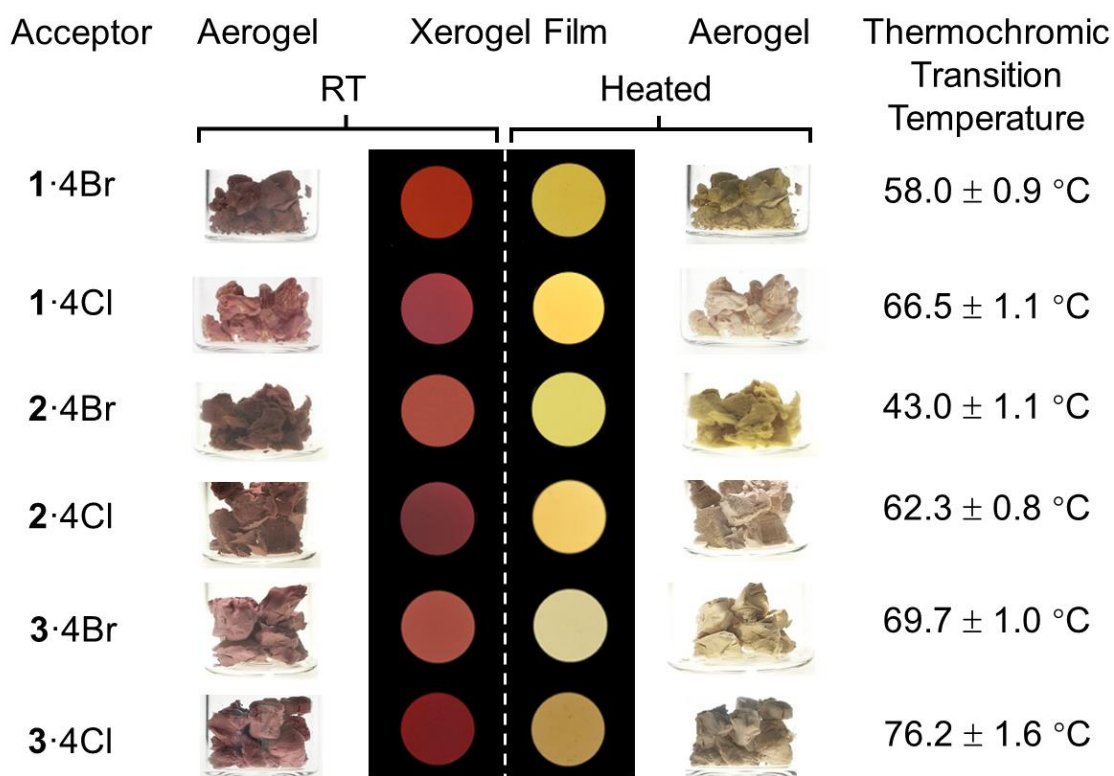 Acceptor Aerogel Xerogel Film Aerogel Thermochromic
Transition
Temperature
RT Heated
1·4Br 58.0 ± 0.9 °C
1·4Cl 66.5 ± 1.1 °C
2·4Br 43.0 ± 1.1 °C
2·4Cl 62.3 ± 0.8 °C
3·4Br 69.7 ± 1.0 °C
3·4Cl 76.2 ± 1.6 °C